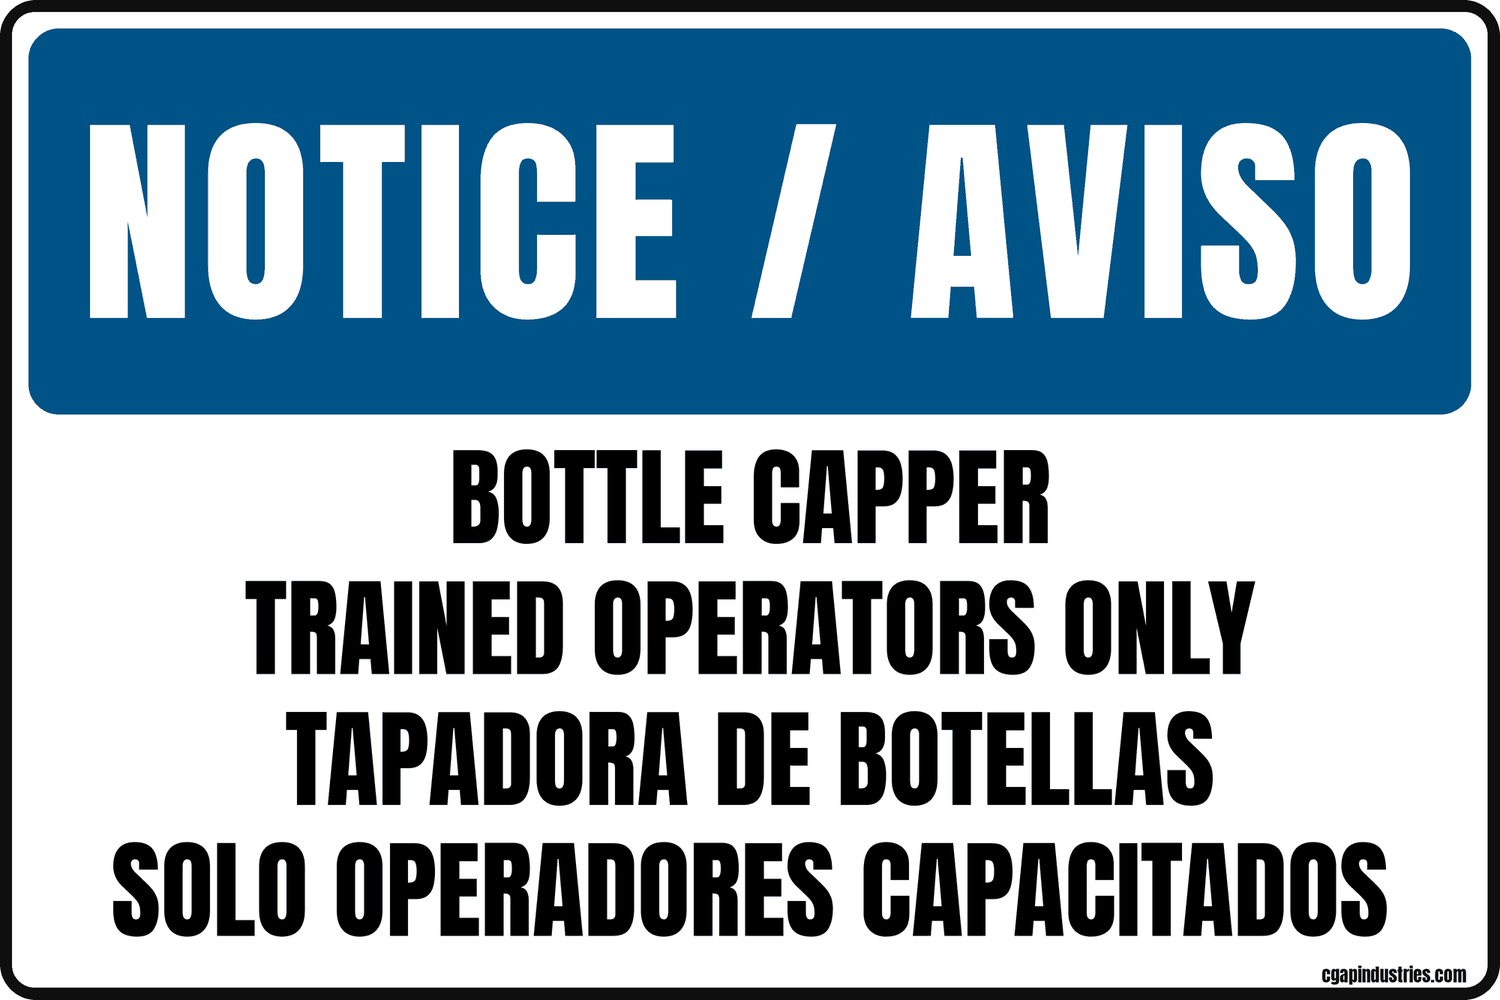 NOTICE / AVISO
BOTTLE CAPPER
TRAINED OPERATORS ONLY
TAPADORA DE BOTELLAS
SOLO OPERADORES CAPACITADOS
cgapindustries.com